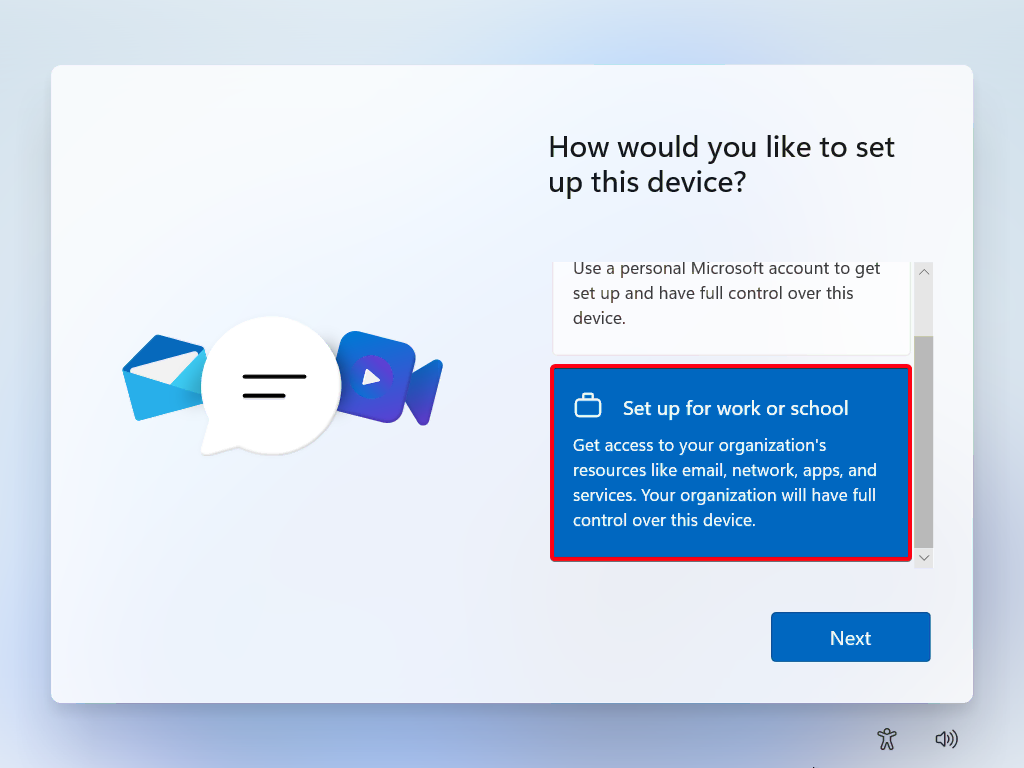 How would you like to set
up this device?
Use a personal Microsoft account to get
set up and have full control over this
device.
Set up for work or school
Get access to your organization's
resources like email, network, apps, and
services. Your organization will have full
control over this device.
Next